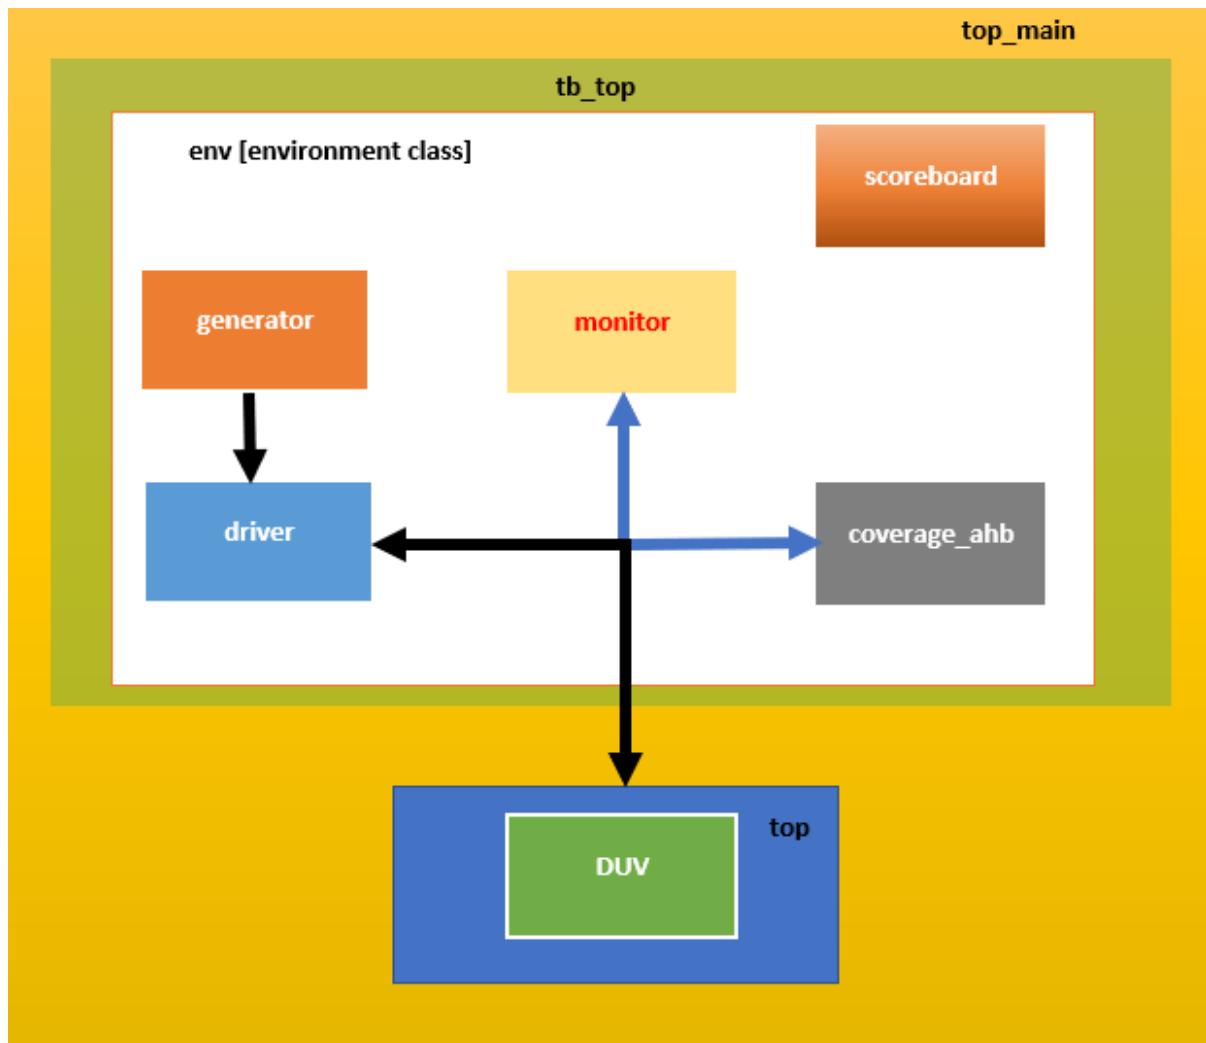 top_main
tb_top
env [environment class]
scoreboard
generator
monitor
driver
coverage_ahb
top
DUV